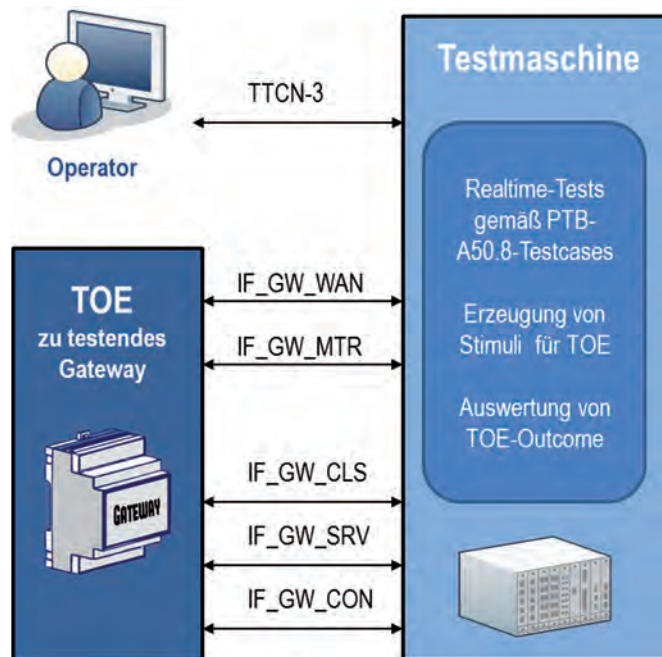 Testmaschine
TTCN-3
Operator
Realtime-Tests
gemäß PTB-
A50.8-Testcases
Erzeugung von
Stimuli für TOE
Auswertung von
TOE-Outcome
TOE
zu testendes
Gateway
GATEWAY
IF_GW_WAN
IF_GW_MTR
IF_GW_CLS
IF_GW_SRV
IF_GW_CON